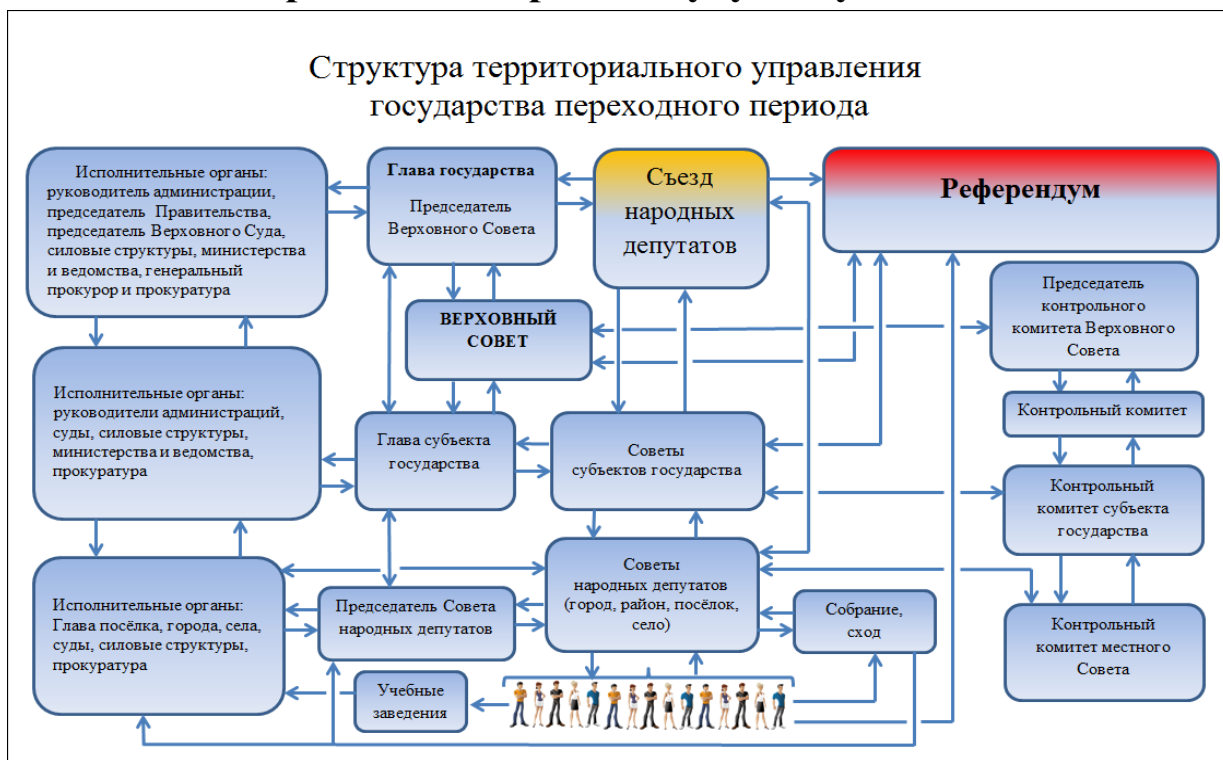 Структура территориального управления
государства переходного периода
Исполнительные органы:
руководитель администрации,
председатель Правительства,
председатель Верховного Суда,
силовые структуры, министерства
и ведомства, генеральный
прокурор и прокуратура
Глава государства
Председатель
Верховного Совета
Съезд
народных
депутатов
Референдум
ВЕРХОВНЫЙ
СОВЕТ
Председатель
контрольного
комитета Верховного
Совета
Контрольный комитет
Исполнительные органы:
руководители администраций,
суды, силовые структуры,
министерства и ведомства,
прокуратура
Глава субъекта
государства
Советы
субъектов государства
Контрольный
комитет субъекта
государства
Исполнительные органы:
Глава посёлка, города, села,
суды, силовые структуры,
прокуратура
Председатель Совета
народных депутатов
Советы
народных депутатов
(город, район, посёлок,
село)
Собрание,
сход
Контрольный
комитет местного
Совета
Учебные
заведения